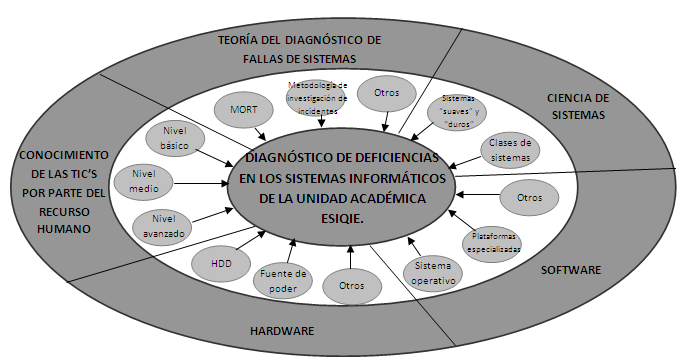 TEORÍA DEL DIAGNÓSTICO DE
FALLAS DE SISTEMAS
CIENCIA DE
SISTEMAS
SOFTWARE
HARDWARE
CONOCIMIENTO
DE LAS TIC'S
POR PARTE DEL
RECURSO
HUMANO
MORT
Metodología de
investigación de
incidentes
Otros
Sistemas
"suaves" y
"duros"
Clases de
sistemas
Otros
Plataformas
especializadas
Sistema
operativo
Otros
Fuente de
poder
HDD
Nivel
avanzado
Nivel
medio
Nivel
básico
DIAGNÓSTICO DE DEFICIENCIAS
EN LOS SISTEMAS INFORMÁTICOS
DE LA UNIDAD ACADÉMICA
ESIQIE.